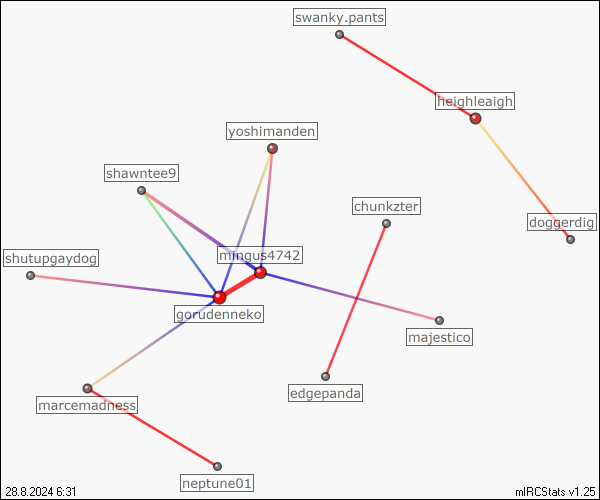 swanky.pants
heighleaigh
yoshimanden
shawntee9
chunkzter
doggerdig
mingus4742
shutupgaydog
gorudenneko
majestico
edgepanda
marcemadness
neptune01
28.8.2024 6:31
mIRCStats v1.25